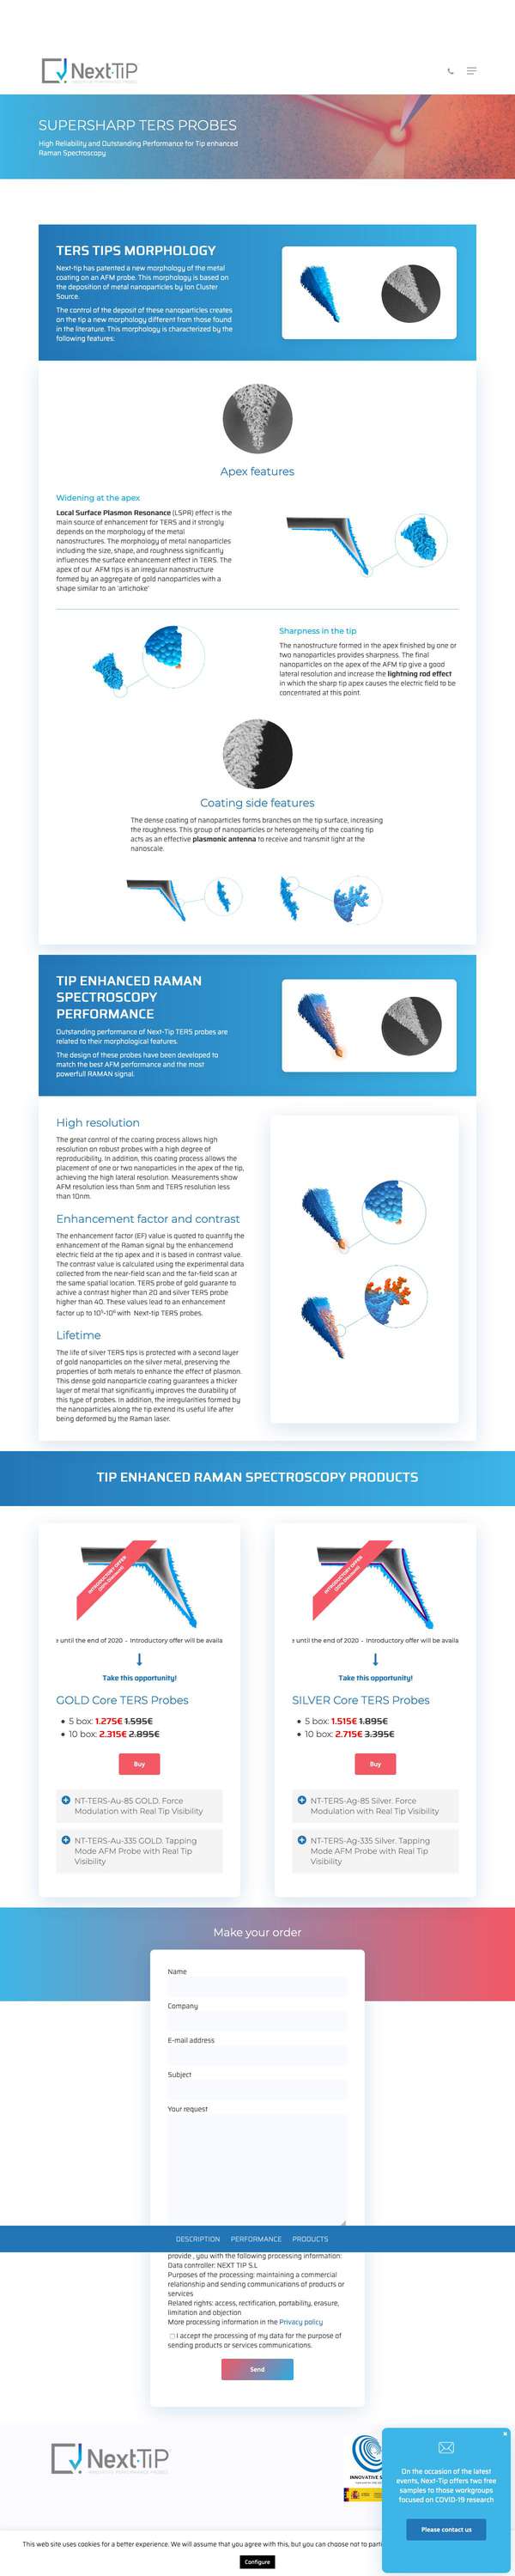 Next-TiP
SUPERSHARP TERS PROBES
High Reliability and Outstanding Performance for Tip enhanced
Raman Spectroscopy
TERS TIPS MORPHOLOGY
Next-tip has patented a new morphology of the metal
coating on an AFM probe. This morphology is based on
the deposition of metal nanoparticles by Ion Cluster
Source.
The control of the deposit of these nanoparticles creates
on the tip a new morphology different from those found
in the literature. This morphology is characterized by the
following features:
Apex features
Widening at the apex
Local Surface Plasmon Resonance (LSPR) effect is the
main source of enhancement for TERS and it strongly
depends on the morphology of the metal
nanostructures. The morphology of metal nanoparticles
including the size, shape, and roughness significantly
influences the surface enhancement effect in TERS. The
apex of our AFM tips is an irregular nanostructure
formed by an aggregate of gold nanoparticles with a
shape similar to an 'artichoke'
Sharpness in the tip
The nanostructure formed in the apex finished by one or
two nanoparticles provides sharpness. The final
nanoparticles on the apex of the AFM tip give a good
lateral resolution and increase the lightning rod effect
in which the sharp tip apex causes the electric field to be
concentrated at this point.
Coating side features
The dense coating of nanoparticles forms branches on the tip surface, increasing
the roughness. This group of nanoparticles or heterogeneity of the coating tip
acts as an effective plasmonic antenna to receive and transmit light at the
nanoscale.
TIP ENHANCED RAMAN
SPECTROSCOPY
PERFORMANCE
Outstanding performance of Next-Tip TERS probes are
related to their morphological features.
The design of these probes have been developed to
match the best AFM performance and the most
powerfull RAMAN signal.
High resolution
The great control of the coating process allows high
resolution on robust probes with a high degree of
reproducibility. In addition, this coating process allows the
placement of one or two nanoparticles in the apex of the tip,
achieving the high lateral resolution. Measurements show
AFM resolution less than 5nm and TERS resolution less
than 10nm.
Enhancement factor and contrast
The enhancement factor (EF) value is quoted to quantify the
enhancement of the Raman signal by the enhancemend
electric field at the tip apex and it is based in contrast value.
The contrast value is calculated using the experimental data
collected from the near-field scan and the far-field scan at
the same spatial location. TERS probe of gold guarante to
achive a contrast higher than 20 and silver TERS probe
higher than 40. These values lead to an enhancement
factor up to 10⁵-10⁶ with Next-tip TERS probes.
Lifetime
The life of silver TERS tips is protected with a second layer
of gold nanoparticles on the silver metal, preserving the
properties of both metals to enhance the effect of plasmon.
This dense gold nanoparticle coating guarantees a thicker
layer of metal that significantly improves the durability of
this type of probes. In addition, the irregularities formed by
the nanoparticles along the tip extend its useful life after
being deformed by the Raman laser.
TIP ENHANCED RAMAN SPECTROSCOPY PRODUCTS
INTRODUCTORY OFFER
e until the end of 2020 - Introductory offer will be availa
Take this opportunity!
GOLD Core TERS Probes
5 box: 1.275€ 1.595€
10 box: 2.315€ 2.895€
Buy
NT-TERS-Au-85 GOLD. Force
Modulation with Real Tip Visibility
NT-TERS-Au-335 GOLD. Tapping
Mode AFM Probe with Real Tip
Visibility
INTRODUCTORY OFFER
e until the end of 2020 - Introductory offer will be availa
Take this opportunity!
SILVER Core TERS Probes
5 box: 1.515€ 1.895€
10 box: 2.715€ 3.395€
Buy
NT-TERS-Ag-85 Silver. Force
Modulation with Real Tip Visibility
NT-TERS-Ag-335 Silver. Tapping
Mode AFM Probe with Real Tip
Visibility
Make your order
Name
Company
E-mail address
Subject
Your request
DESCRIPTION PERFORMANCE PRODUCTS
provide , you with the following processing information:
Data controller: NEXT TIP S.L
Purposes of the processing: maintaining a commercial
relationship and sending communications of products or
services
Related rights: access, rectification, portability, erasure,
limitation and objection
More processing information in the Privacy policy
I accept the processing of my data for the purpose of
sending products or services communications.
Send
Next-TiP
INNOVATIVE S
On the occasion of the latest
events, Next-Tip offers two free
samples to those workgroups
focused on COVID-19 research
Please contact us
This web site uses cookies for a better experience. We will assume that you agree with this, but you can choose not to parti
Configure